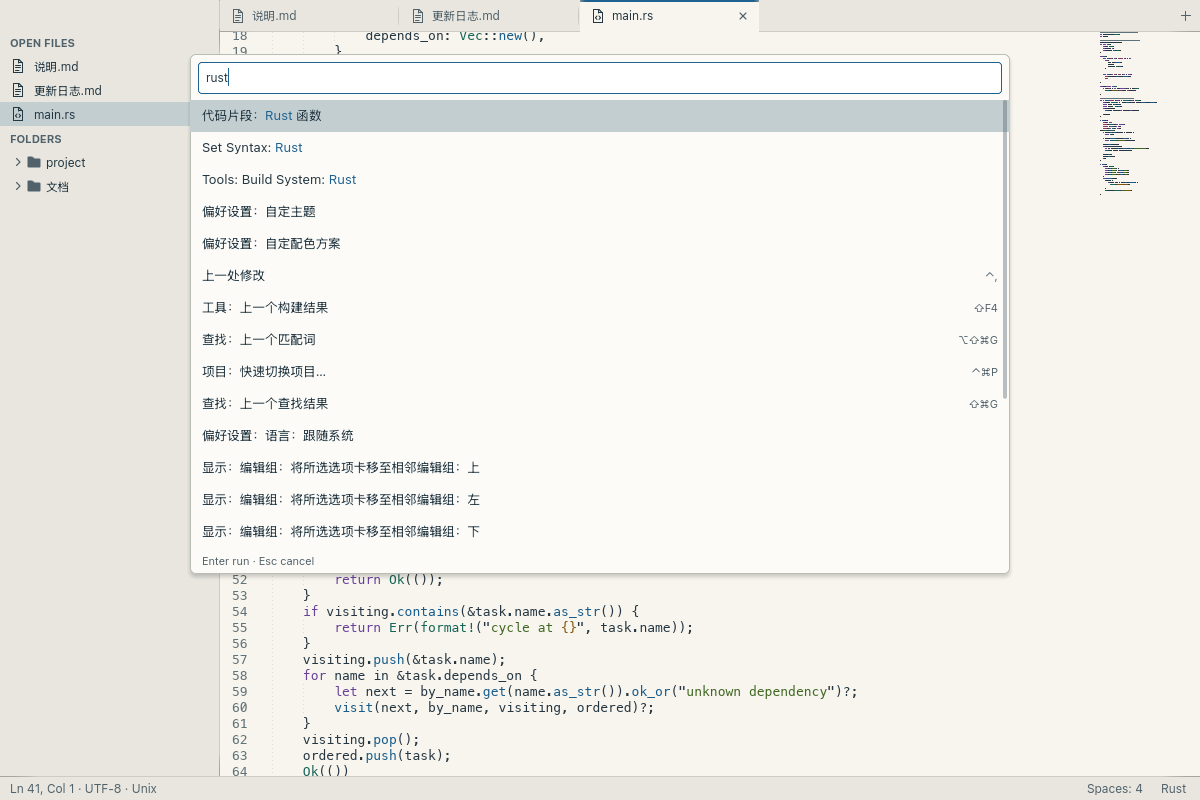 说明.md
更新日志.md
main.rs
OPEN FILES
说明.md
更新日志.md
main.rs
FOLDERS
project
文档
18 depends_on: Vec::new(),
19 }
rust
代码片段：Rust 函数
Set Syntax: Rust
Tools: Build System: Rust
偏好设置：自定主题
偏好设置：自定配色方案
上一处修改 ^,
工具：上一个构建结果 ⇧F4
查找：上一个匹配词 ⌥⇧⌘G
项目：快速切换项目... ^⌘P
查找：上一个查找结果 ⇧⌘G
偏好设置：语言：跟随系统
显示：编辑组：将所选选项卡移至相邻编辑组：上
显示：编辑组：将所选选项卡移至相邻编辑组：左
显示：编辑组：将所选选项卡移至相邻编辑组：下
Enter run · Esc cancel
52 return Ok(());
53 }
54 if visiting.contains(&task.name.as_str()) {
55 return Err(format!("cycle at {}", task.name));
56 }
57 visiting.push(&task.name);
58 for name in &task.depends_on {
59 let next = by_name.get(name.as_str()).ok_or("unknown dependency")?;
60 visit(next, by_name, visiting, ordered)?;
61 }
62 visiting.pop();
63 ordered.push(task);
64 Ok(())
Ln 41, Col 1 · UTF-8 · Unix
Spaces: 4
Rust